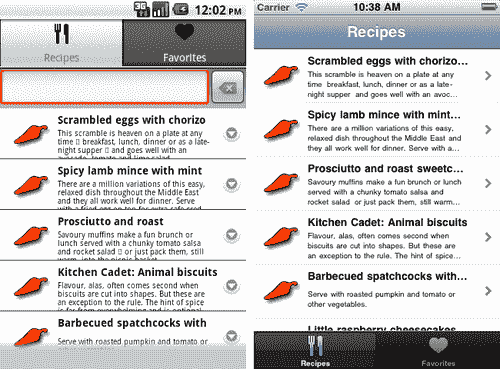 3G
12:02 PM
Recipes
Favorites
Scrambled eggs with chorizo
This scramble is heaven on a plate at any
time ▯ breakfast, lunch, dinner or as a late-
night supper ▯ and goes well with an
avocado, tomato and lime salad
Spicy lamb mince with mint
There are a million variations of this easy,
relaxed dish throughout the Middle East
and they all work well for dinner. Serve
with a fried egg on top for extra-safe
Prosciutto and roast
Savoury muffins make a fun brunch or
lunch served with a chunky tomato salsa
and rocket salad ▯ or just pack them, still
warm, into the picnic basket
Kitchen Cadet: Animal biscuits
Flavour, alas, often comes second when
biscuits are cut into shapes. But these are
an exception to the rule. The hint of spice
is far from overwhelming and is optional
Barbecued spatchcocks with
Serve with roasted pumpkin and tomato or
Carrier
10:38 AM
Recipes
Scrambled eggs with chorizo...
This scramble is heaven on a plate at any
time breakfast, lunch, dinner or as a late-
night supper and goes well with an avoc...
Spicy lamb mince with mint...
There are a million variations of this easy,
relaxed dish throughout the Middle East and
they all work well for dinner. Serve with a...
Prosciutto and roast sweetc...
Savoury muffins make a fun brunch or
lunch served with a chunky tomato salsa and
rocket salad or just pack them, still warm...
Kitchen Cadet: Animal biscuits
Flavour, alas, often comes second when
biscuits are cut into shapes. But these are
an exception to the rule. The hint of spice...
Barbecued spatchcocks with...
Serve with roasted pumpkin and tomato or
other vegetables.
Little raspberry cheesecakes
Recipes
Favorites